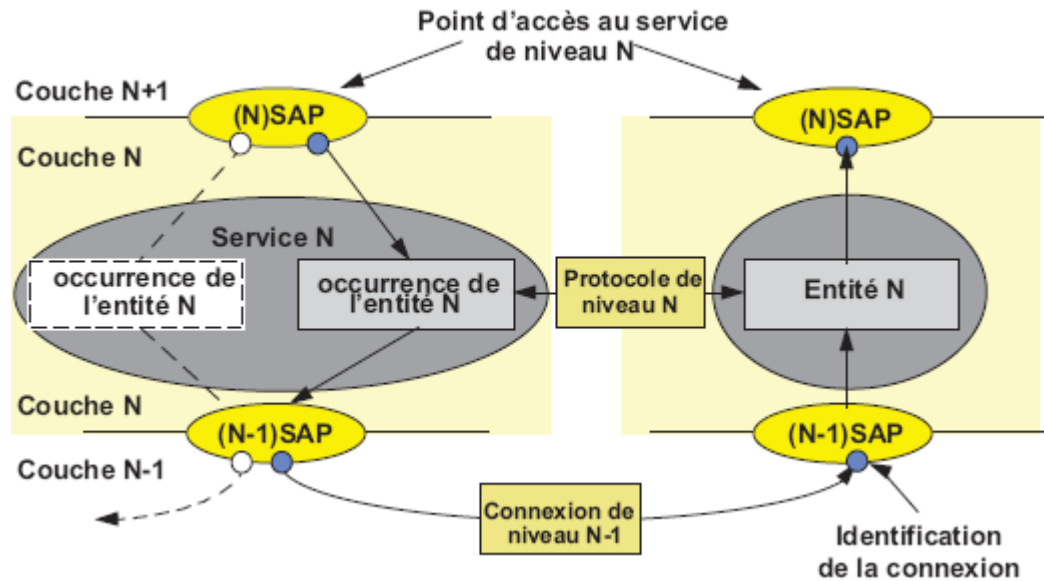 Point d'accès au service
de niveau N
Couche N+1
(N)SAP
(N)SAP
Couche N
Service N
occurrence de
l'entité N
occurrence de
l'entité N
Protocole de
niveau N
Entité N
Couche N
(N-1)SAP
(N-1)SAP
Couche N-1
Connexion de
niveau N-1
Identification
de la connexion